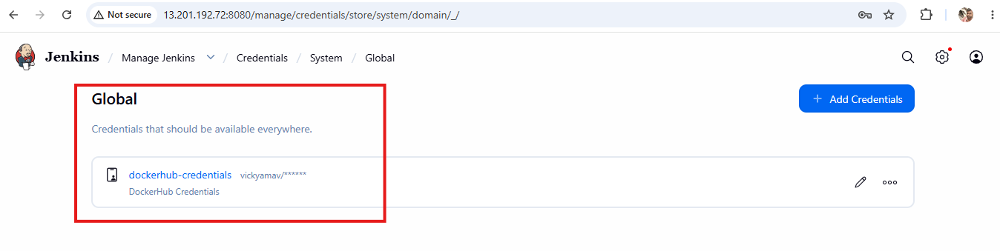 Not secure 13.201.192.72:8080/manage/credentials/store/system/domain/_/
Jenkins / Manage Jenkins / Credentials / System / Global
Global
+ Add Credentials
Credentials that should be available everywhere.
dockerhub-credentials vickyamav/******
DockerHub Credentials